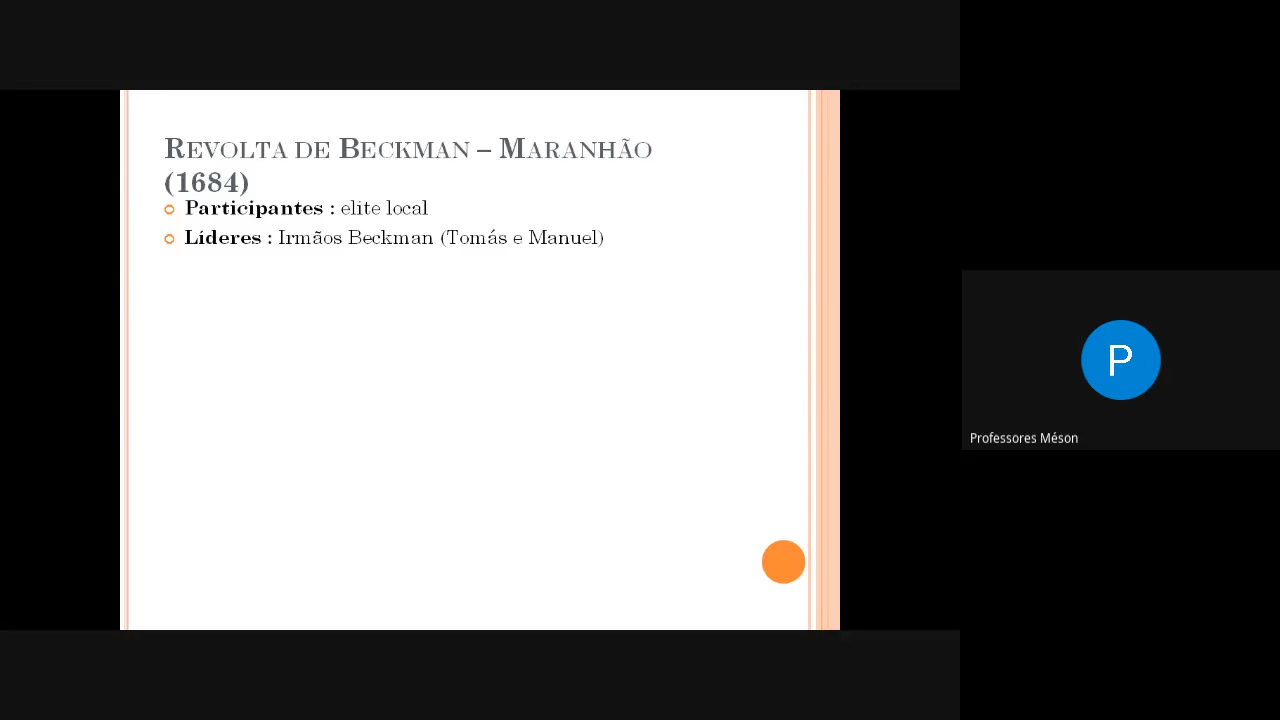 Revolta de Beckman – Maranhão
(1684)
Participantes : elite local
Líderes : Irmãos Beckman (Tomás e Manuel)
P
Professores Méson